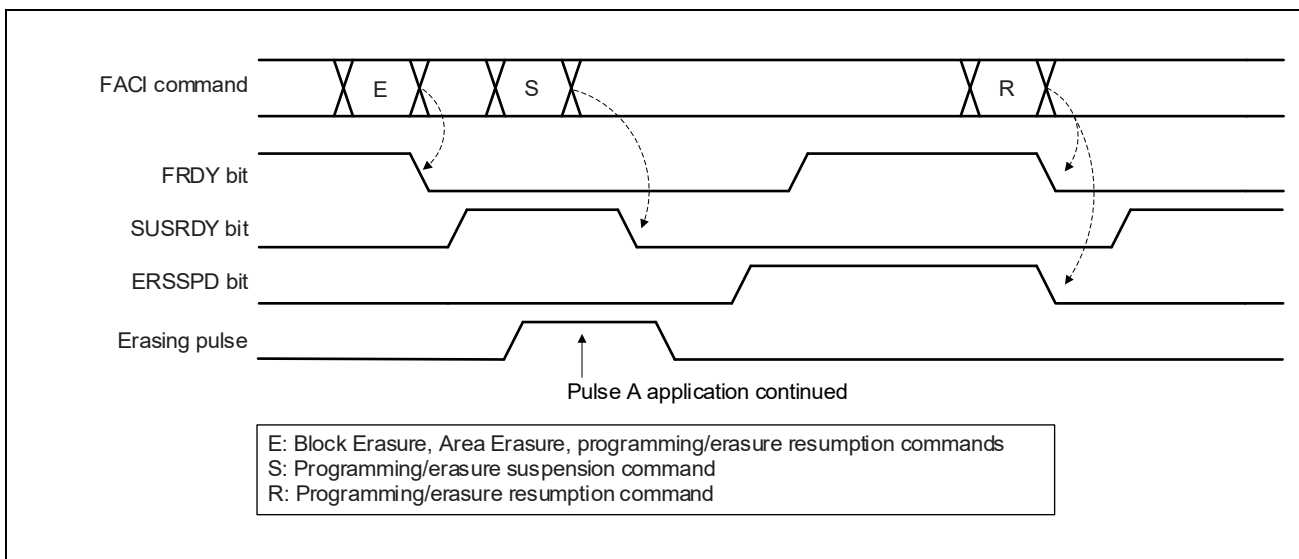 FACI command
E
S
R
FRDY bit
SUSRDY bit
ERSSPD bit
Erasing pulse
Pulse A application continued
E: Block Erasure, Area Erasure, programming/erasure resumption commands
S: Programming/erasure suspension command
R: Programming/erasure resumption command